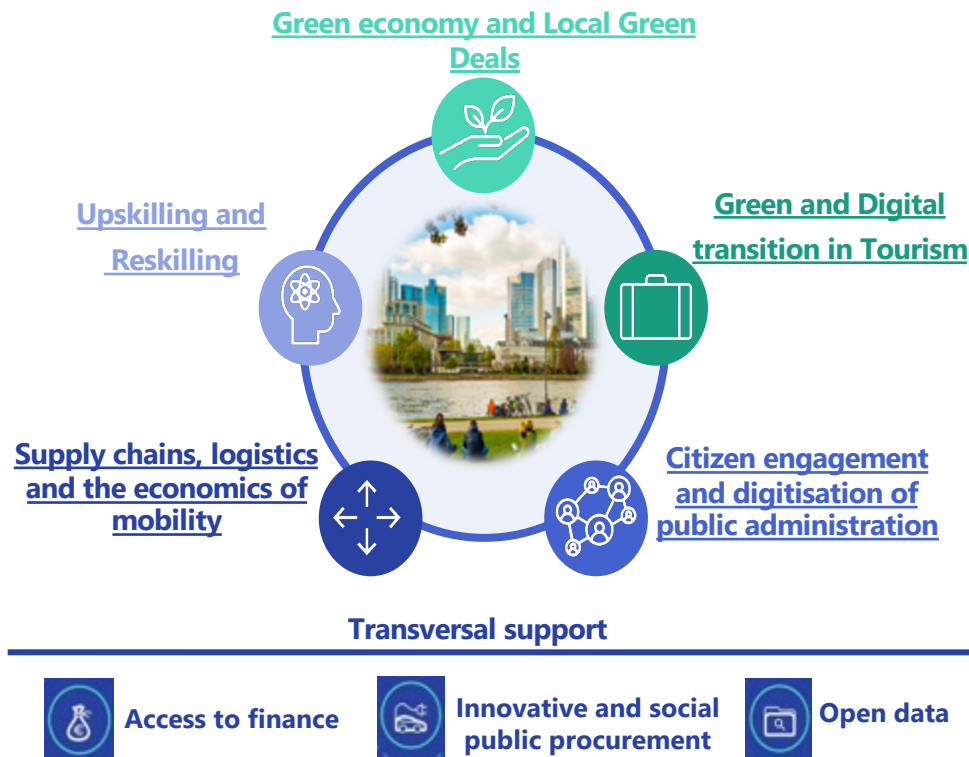 Green economy and Local Green
Deals
Upskilling and
Reskilling
Green and Digital
transition in Tourism
Supply chains, logistics
and the economics of
mobility
Citizen engagement
and digitisation of
public administration
Transversal support
Access to finance
Innovative and social
public procurement
Open data